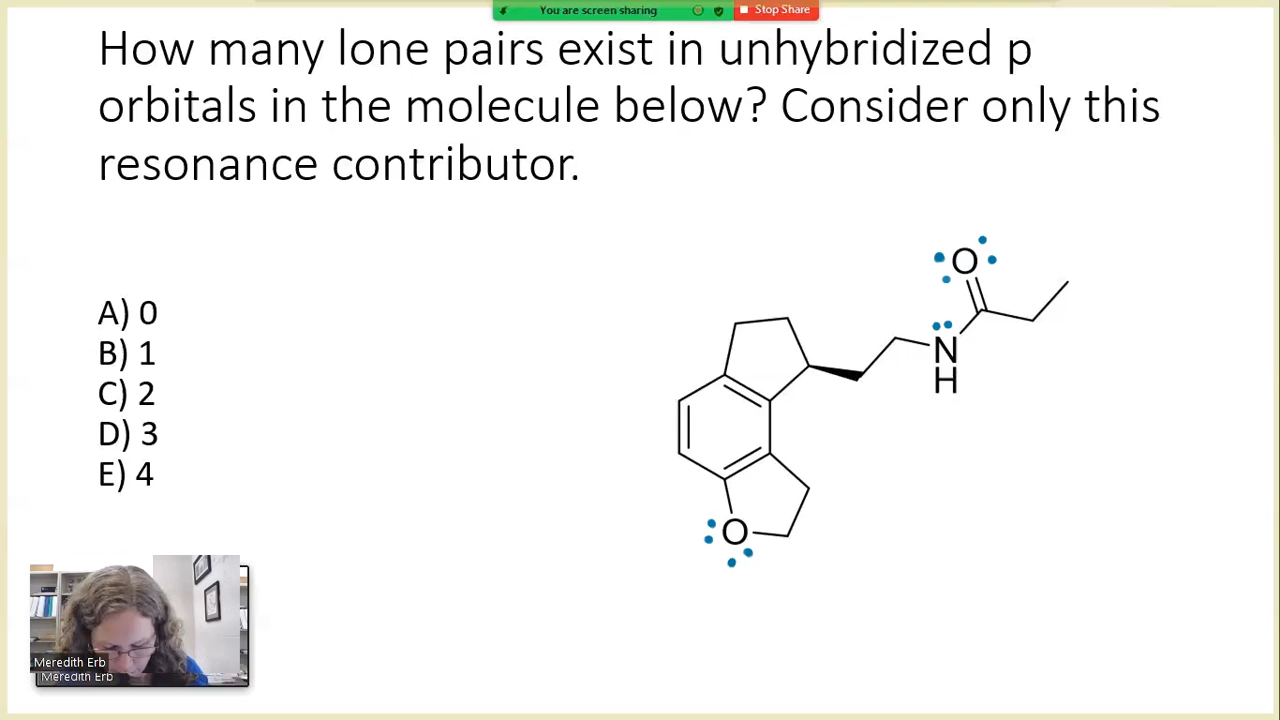 You are screen sharing
Stop Share
How many lone pairs exist in unhybridized p
orbitals in the molecule below? Consider only this
resonance contributor.
A) 0
B) 1
C) 2
D) 3
E) 4
O
N
H
O
Meredith Erb
Meredith Erb